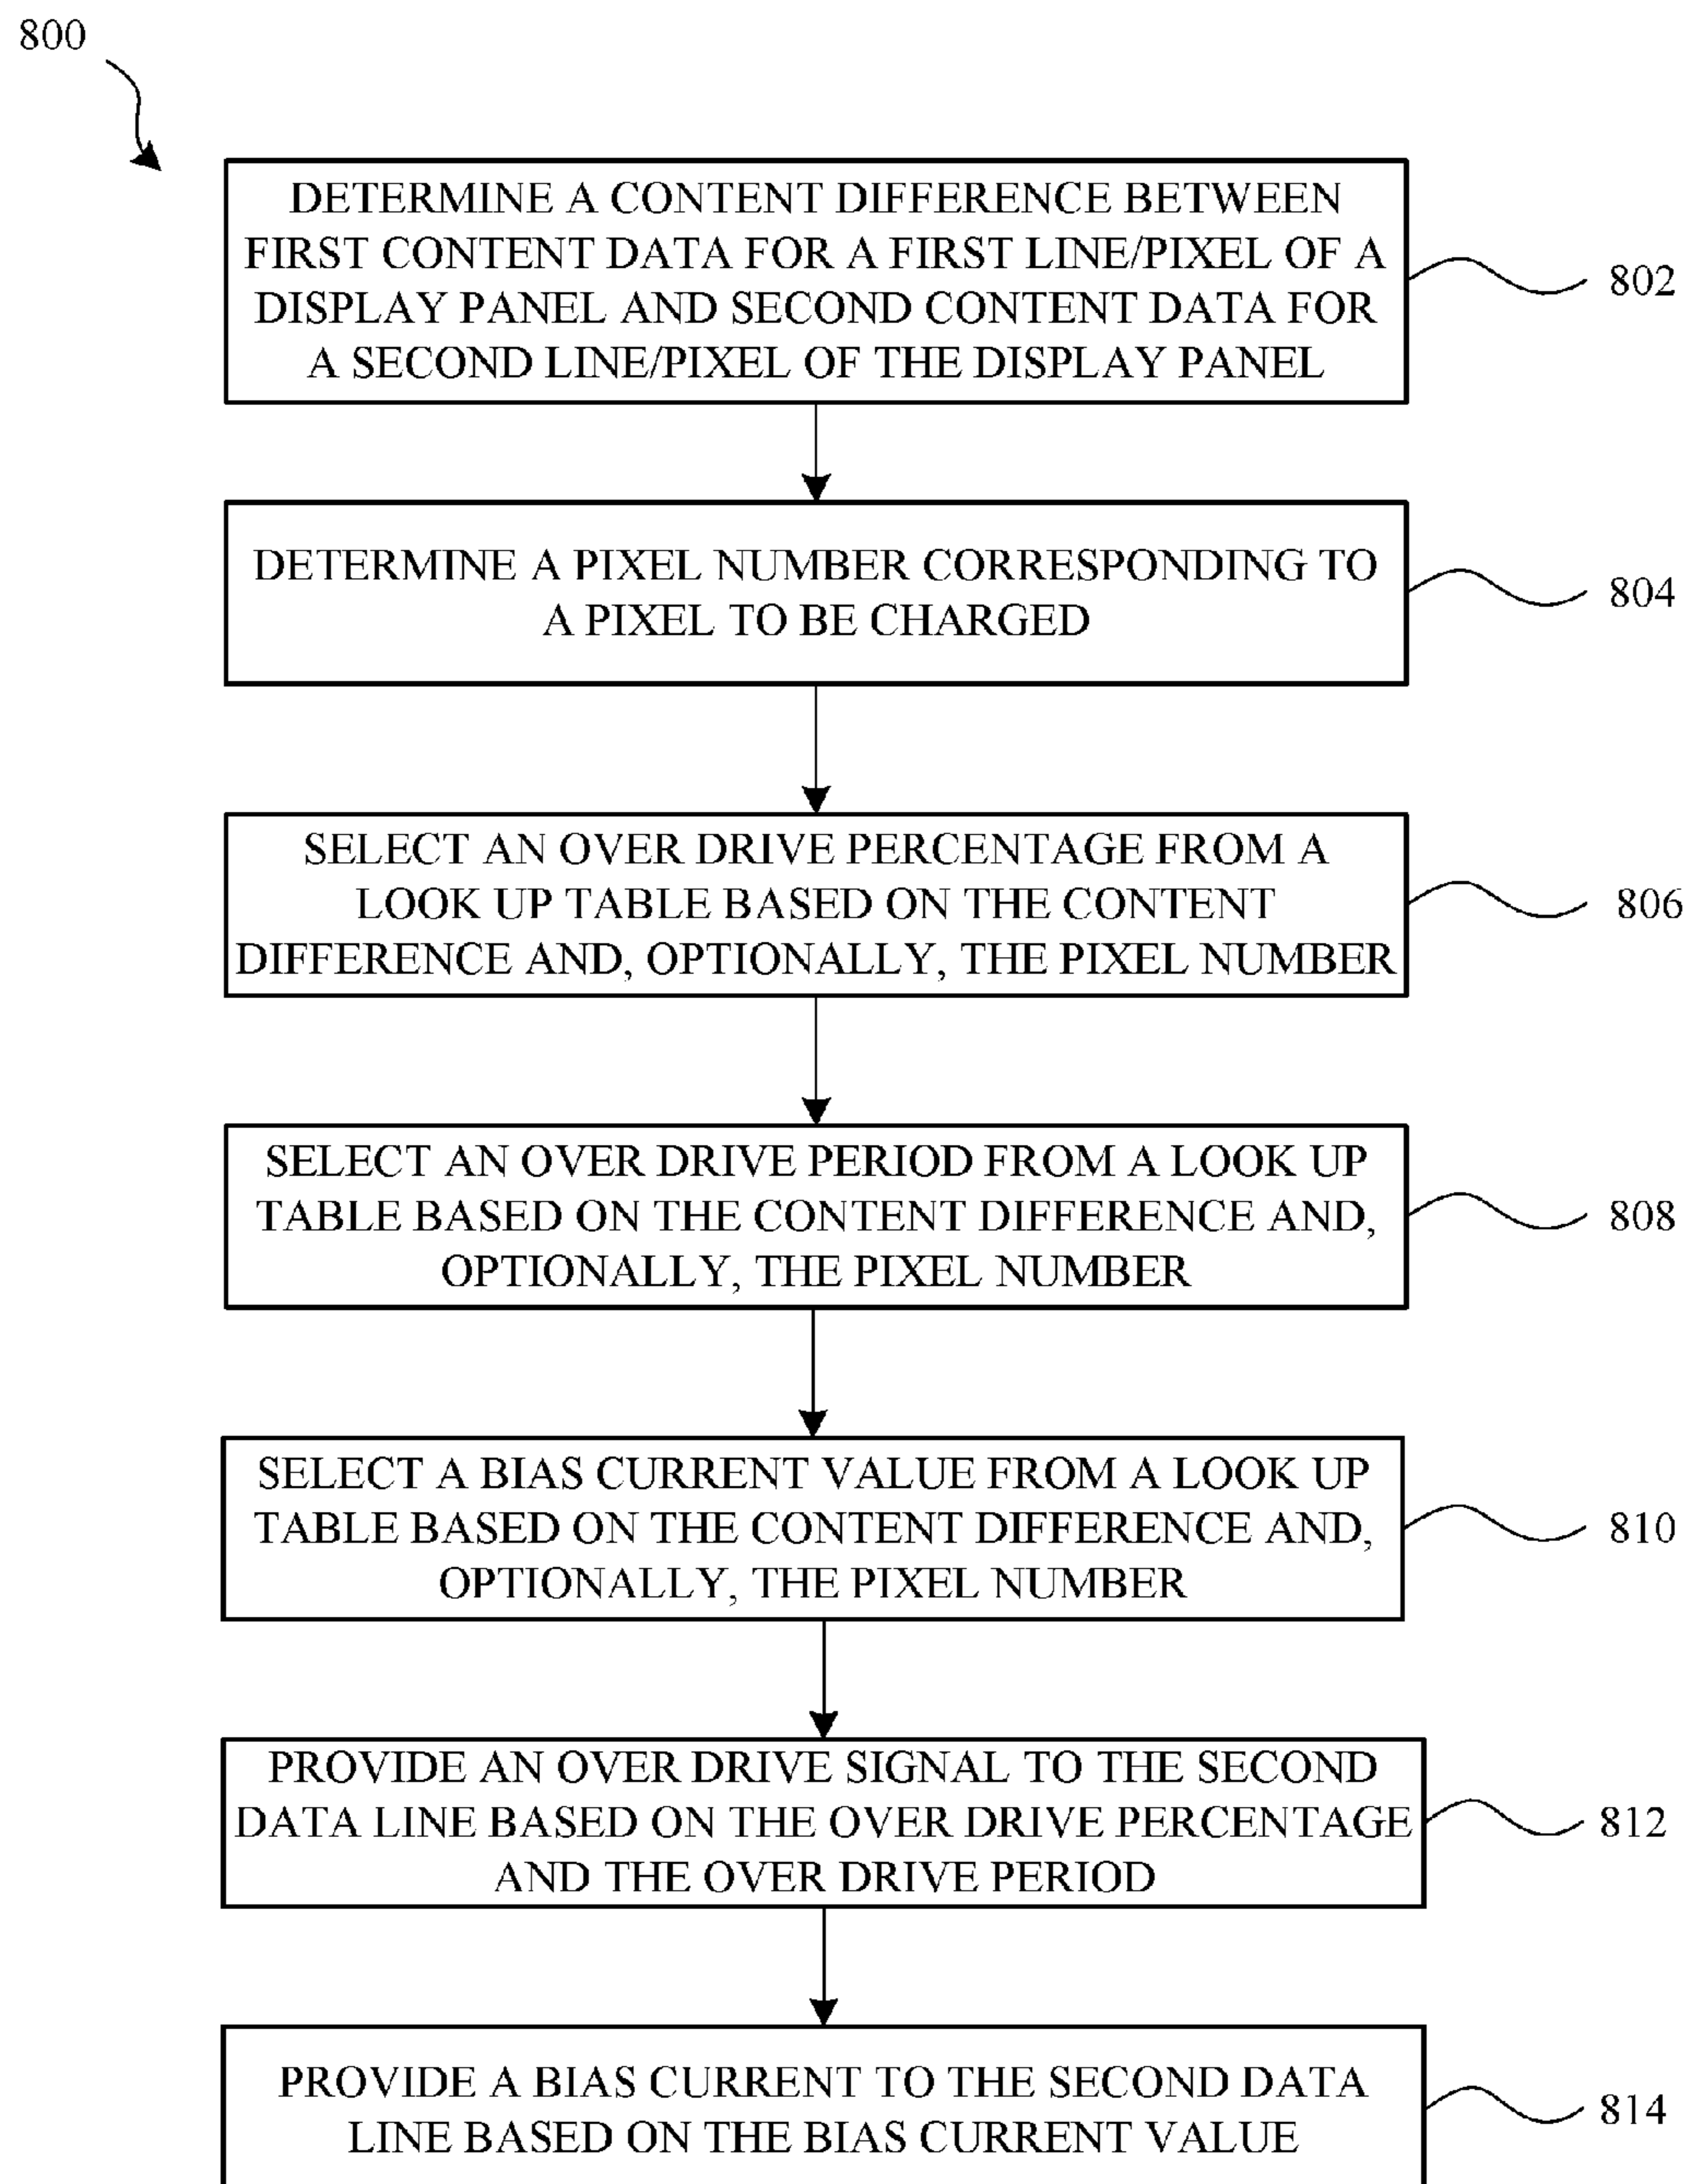 800
DETERMINE A CONTENT DIFFERENCE BETWEEN
FIRST CONTENT DATA FOR A FIRST LINE/PIXEL OF A
DISPLAY PANEL AND SECOND CONTENT DATA FOR
A SECOND LINE/PIXEL OF THE DISPLAY PANEL
802
DETERMINE A PIXEL NUMBER CORRESPONDING TO
A PIXEL TO BE CHARGED
804
SELECT AN OVER DRIVE PERCENTAGE FROM A
LOOK UP TABLE BASED ON THE CONTENT
DIFFERENCE AND, OPTIONALLY, THE PIXEL NUMBER
806
SELECT AN OVER DRIVE PERIOD FROM A LOOK UP
TABLE BASED ON THE CONTENT DIFFERENCE AND,
OPTIONALLY, THE PIXEL NUMBER
808
SELECT A BIAS CURRENT VALUE FROM A LOOK UP
TABLE BASED ON THE CONTENT DIFFERENCE AND,
OPTIONALLY, THE PIXEL NUMBER
810
PROVIDE AN OVER DRIVE SIGNAL TO THE SECOND
DATA LINE BASED ON THE OVER DRIVE PERCENTAGE
AND THE OVER DRIVE PERIOD
812
PROVIDE A BIAS CURRENT TO THE SECOND DATA
LINE BASED ON THE BIAS CURRENT VALUE
814